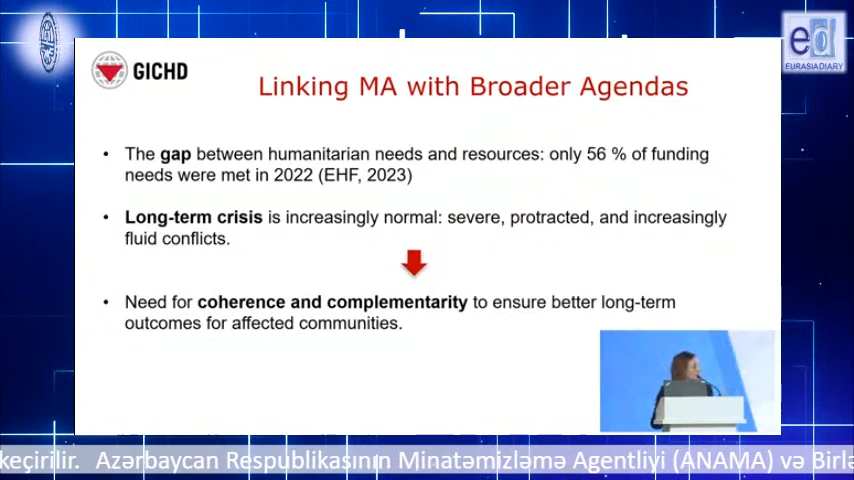 GICHD
ed
EURASIADIARY
Linking MA with Broader Agendas
• The gap between humanitarian needs and resources: only 56 % of funding
needs were met in 2022 (EHF, 2023)
• Long-term crisis is increasingly normal: severe, protracted, and increasingly
fluid conflicts.
• Need for coherence and complementarity to ensure better long-term
outcomes for affected communities.
keçirilir. Azərbaycan Respublikasının Minatəmizləmə Agentliyi (ANAMA) və Birlə